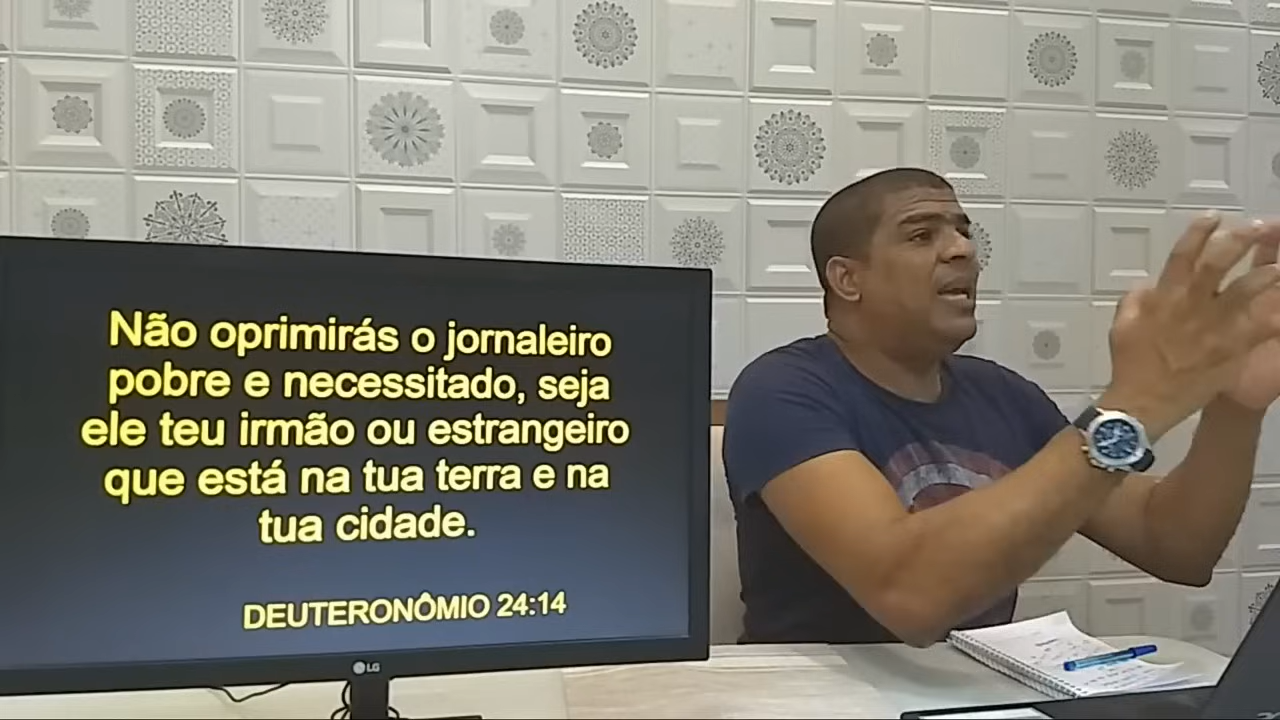 Não oprimirás o jornaleiro
pobre e necessitado, seja
ele teu irmão ou estrangeiro
que está na tua terra e na
tua cidade.
DEUTERONÔMIO 24:14
LG